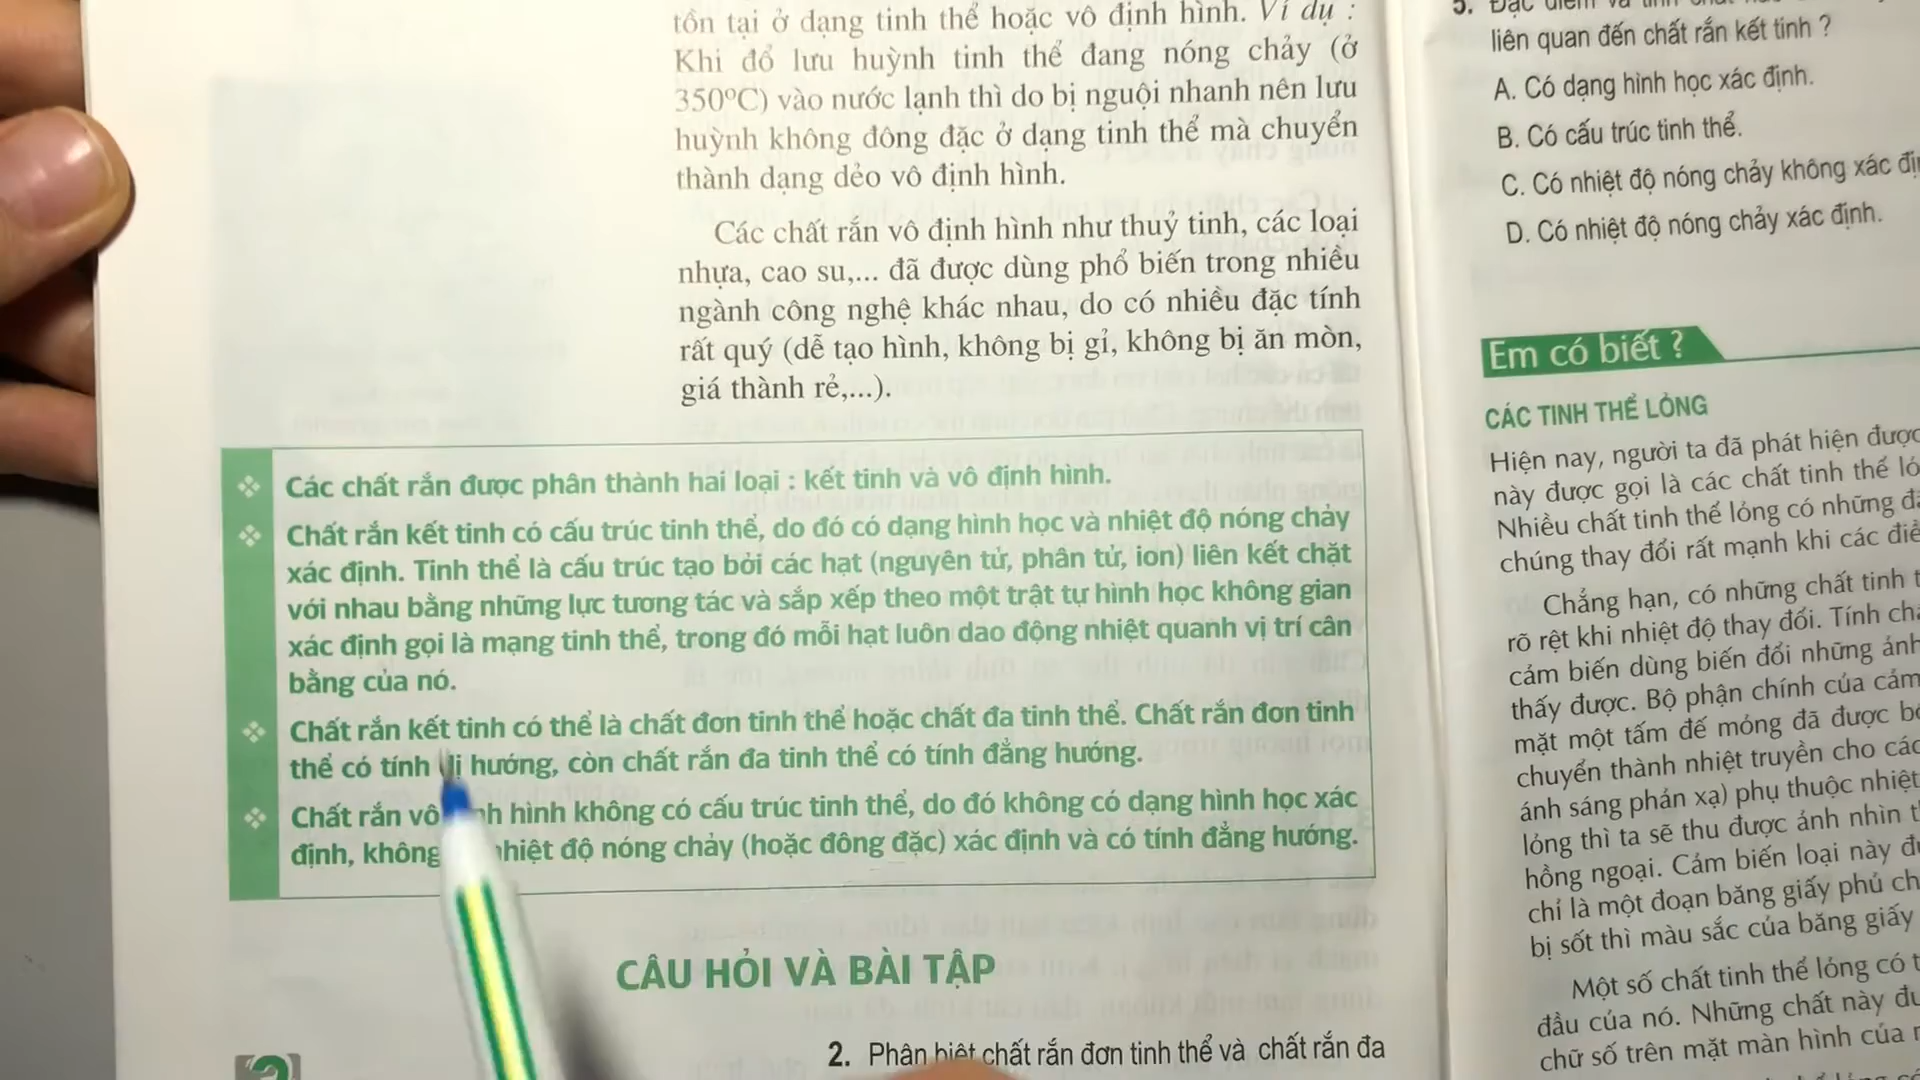 tồn tại ở dạng tinh thể hoặc vô định hình. Ví dụ :
Khi đổ lưu huỳnh tinh thể đang nóng chảy (ở
350°C) vào nước lạnh thì do bị nguội nhanh nên lưu
huỳnh không đông đặc ở dạng tinh thể mà chuyển
thành dạng dẻo vô định hình.
Các chất rắn vô định hình như thuỷ tinh, các loại
nhựa, cao su,... đã được dùng phổ biến trong nhiều
ngành công nghệ khác nhau, do có nhiều đặc tính
rất quý (dễ tạo hình, không bị gỉ, không bị ăn mòn,
giá thành rẻ,...).
Các chất rắn được phân thành hai loại : kết tinh và vô định hình.
Chất rắn kết tinh có cấu trúc tinh thể, do đó có dạng hình học và nhiệt độ nóng chảy
xác định. Tinh thể là cấu trúc tạo bởi các hạt (nguyên tử, phân tử, ion) liên kết chặt
với nhau bằng những lực tương tác và sắp xếp theo một trật tự hình học không gian
xác định gọi là mạng tinh thể, trong đó mỗi hạt luôn dao động nhiệt quanh vị trí cân
bằng của nó.
Chất rắn kết tinh có thể là chất đơn tinh thể hoặc chất đa tinh thể. Chất rắn đơn tinh
thể có tính dị hướng, còn chất rắn đa tinh thể có tính đẳng hướng.
Chất rắn vô hình không có cấu trúc tinh thể, do đó không có dạng hình học xác
định, không nhiệt độ nóng chảy (hoặc đông đặc) xác định và có tính đẳng hướng.
CÂU HỎI VÀ BÀI TẬP
2. Phân biệt chất rắn đơn tinh thể và chất rắn đa
5. Đặc điểm và tính chất
liên quan đến chất rắn kết tinh ?
A. Có dạng hình học xác định.
B. Có cấu trúc tinh thể.
C. Có nhiệt độ nóng chảy không xác
D. Có nhiệt độ nóng chảy xác định.
Em có biết ?
CÁC TINH THỂ LỎNG
Hiện nay, người ta đã phát hiện được
này được gọi là các chất tinh thể
Nhiều chất tinh thể lỏng có những
chúng thay đổi rất mạnh khi các
Chẳng hạn, có những chất tinh
rõ rệt khi nhiệt độ thay đổi. Tính
cảm biến dùng biến đổi những ảnh
thấy được. Bộ phận chính của cảm
mặt một tấm đế mỏng đã được
chuyển thành nhiệt truyền cho các
ánh sáng phản xạ) phụ thuộc nhiệt
lỏng thì ta sẽ thu được ảnh nhìn
hồng ngoại. Cảm biến loại này
chỉ là một đoạn băng giấy phủ
bị sốt thì màu sắc của băng giấy
Một số chất tinh thể lỏng có
đầu của nó. Những chất này
chữ số trên mặt màn hình của